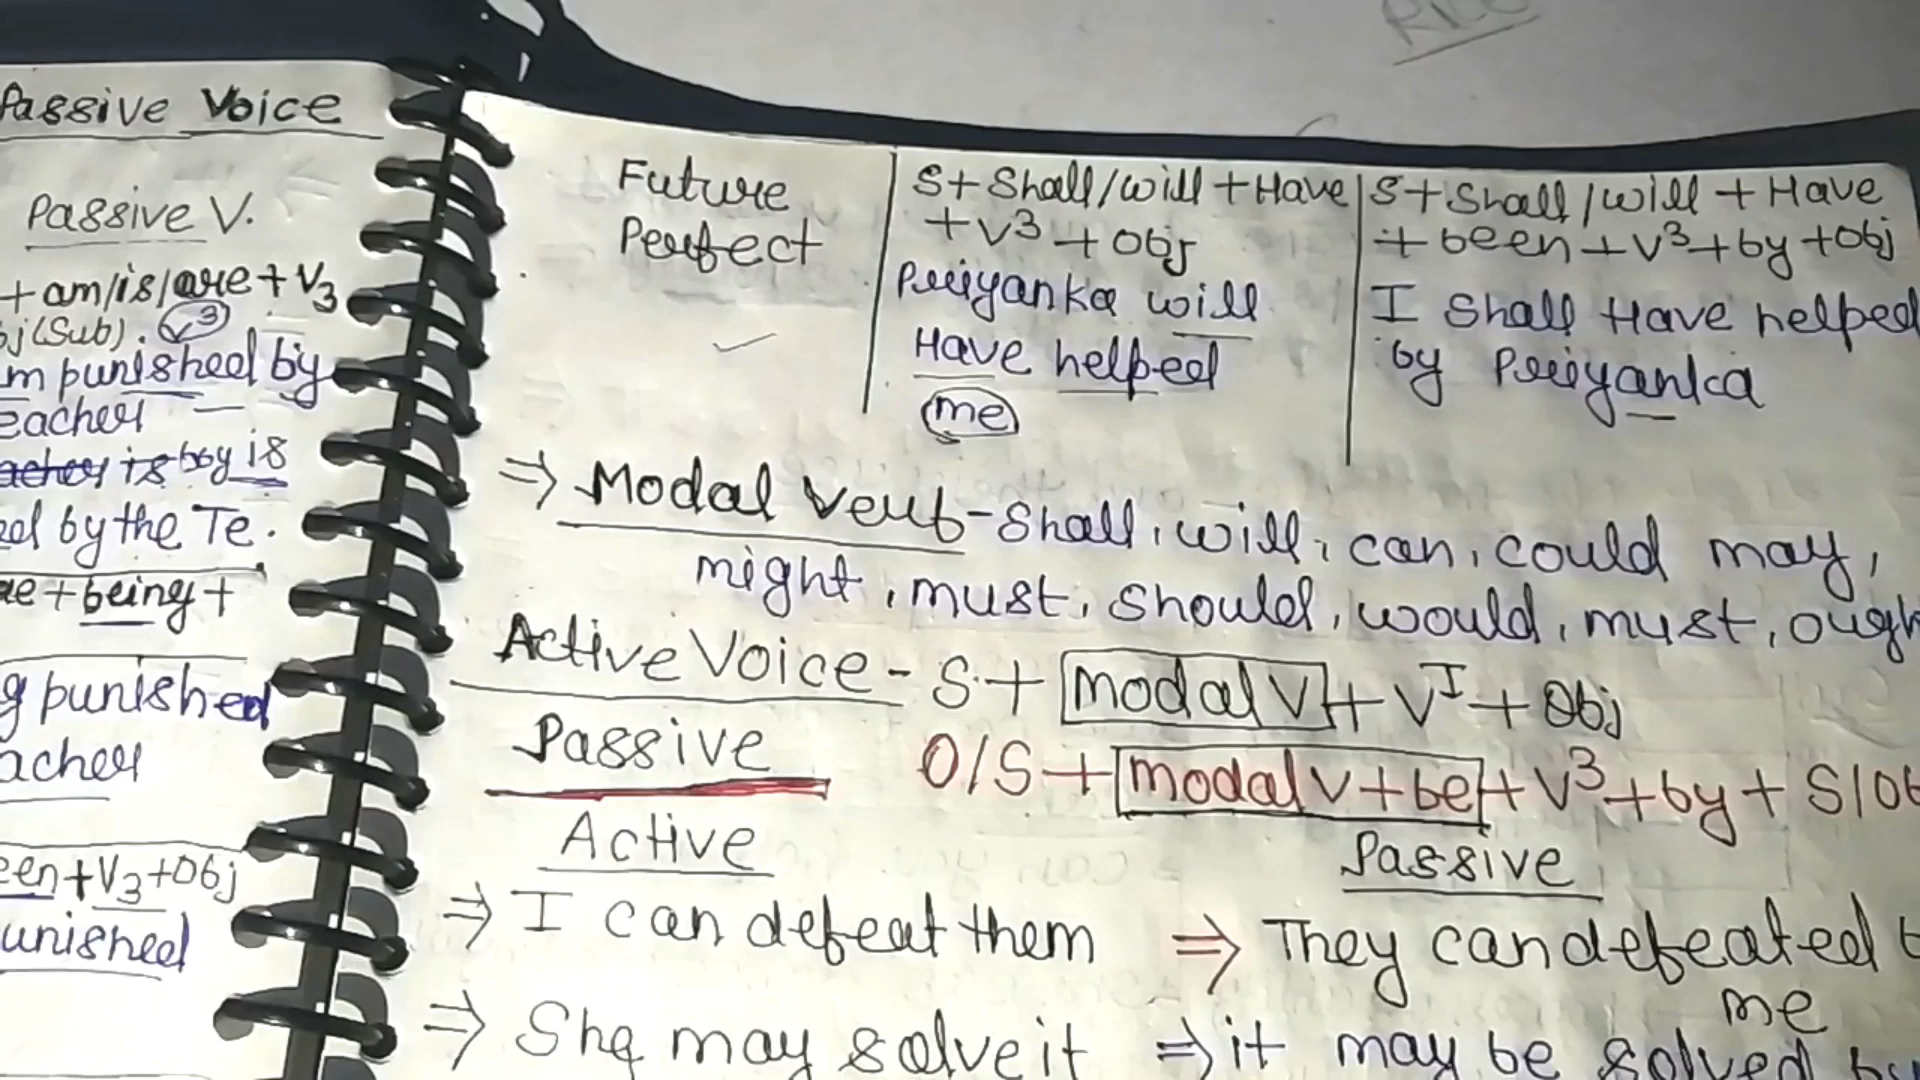 Passive Voice
Passive V.
+ am/is/are + V3
(Sub). V3
m punished by
eacher
is boy is
ed by the Te.
+ being +
g punished
acher
een + V3 + Obj
unished
Future
Perfect
S + Shall/will + Have
+ V3 + Obj
Priyanka will
Have helped
me
S + Shall/will + Have
+ been + V3 + by + Obj
I Shall Have helped
by Priyanka
⇒ Modal Verb - Shall, will, can, could may,
might, must, should, would, must, ough
Active Voice - S + modal V + V I + Obj
Passive O/S + modal V + be + V3 + by + S/Ob
Active Passive
⇒ I can defeat them ⇒ They can defeated b
me
⇒ She may solve it ⇒ it may be solved by